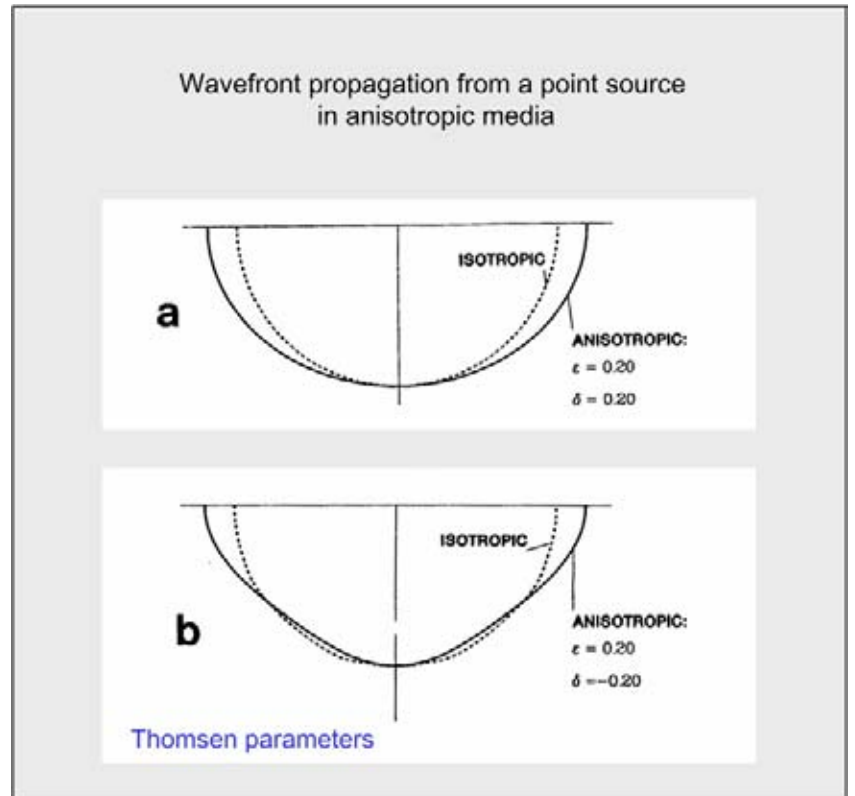 Wavefront propagation from a point source
in anisotropic media
a
ISOTROPIC
ANISOTROPIC:
ε = 0.20
δ = 0.20
b
ISOTROPIC
ANISOTROPIC:
ε = 0.20
δ =-0.20
Thomsen parameters